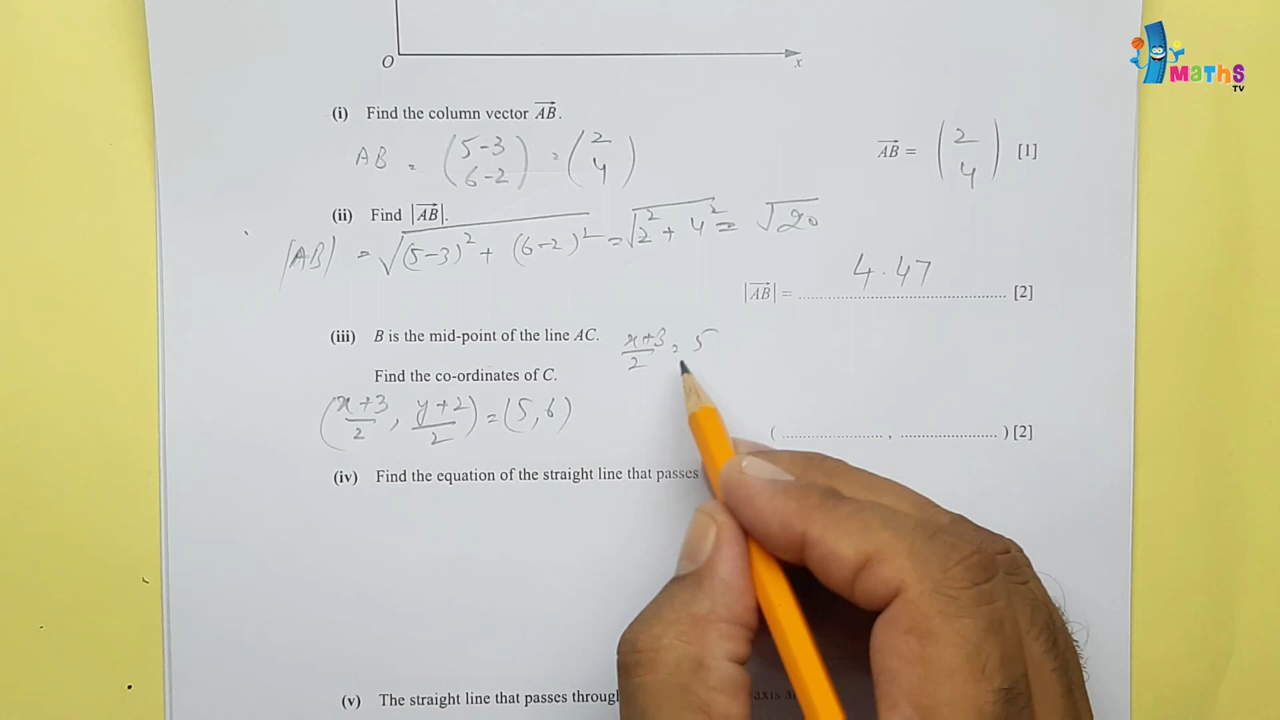 MATHS
TV
O x
(i) Find the column vector AB.
AB = (5-3 6-2) = (2 4)
AB = (2 4) [1]
(ii) Find |AB|.
|AB| = √(5-3)² + (6-2)² = √2² + 4² = √20
4.47
|AB| = ........................................ [2]
(iii) B is the mid-point of the line AC.
x+3/2 = 5
Find the co-ordinates of C.
(x+3/2, y+2/2) = (5,6)
( ........................ , ........................ ) [2]
(iv) Find the equation of the straight line that passes
(v) The straight line that passes through axis